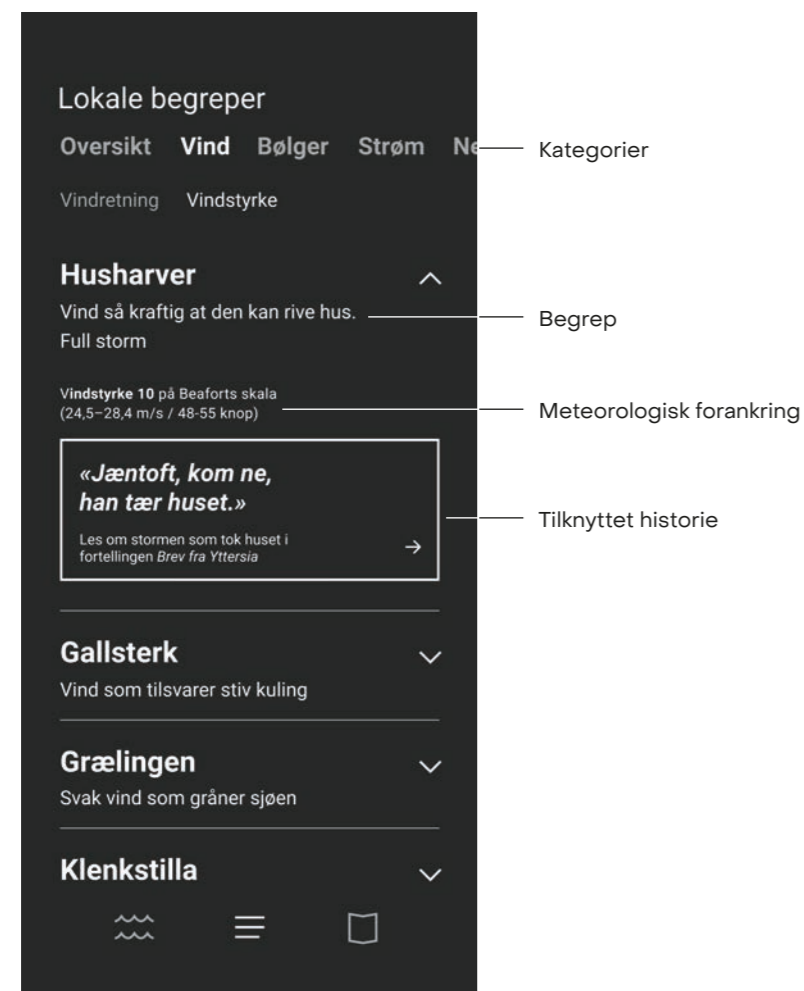 Lokale begreper
Oversikt Vind Bølger Strøm Ne
Kategorier
Vindretning Vindstyrke
Husharver
Vind så kraftig at den kan rive hus.
Begrep
Full storm
Vindstyrke 10 på Beaforts skala
(24,5–28,4 m/s / 48-55 knop)
Meteorologisk forankring
«Jæntoft, kom ne,
han tær huset.»
Les om stormen som tok huset i
fortellingen Brev fra Yttersia
Tilknyttet historie
Gallsterk
Vind som tilsvarer stiv kuling
Grælingen
Svak vind som gråner sjøen
Klenkstilla